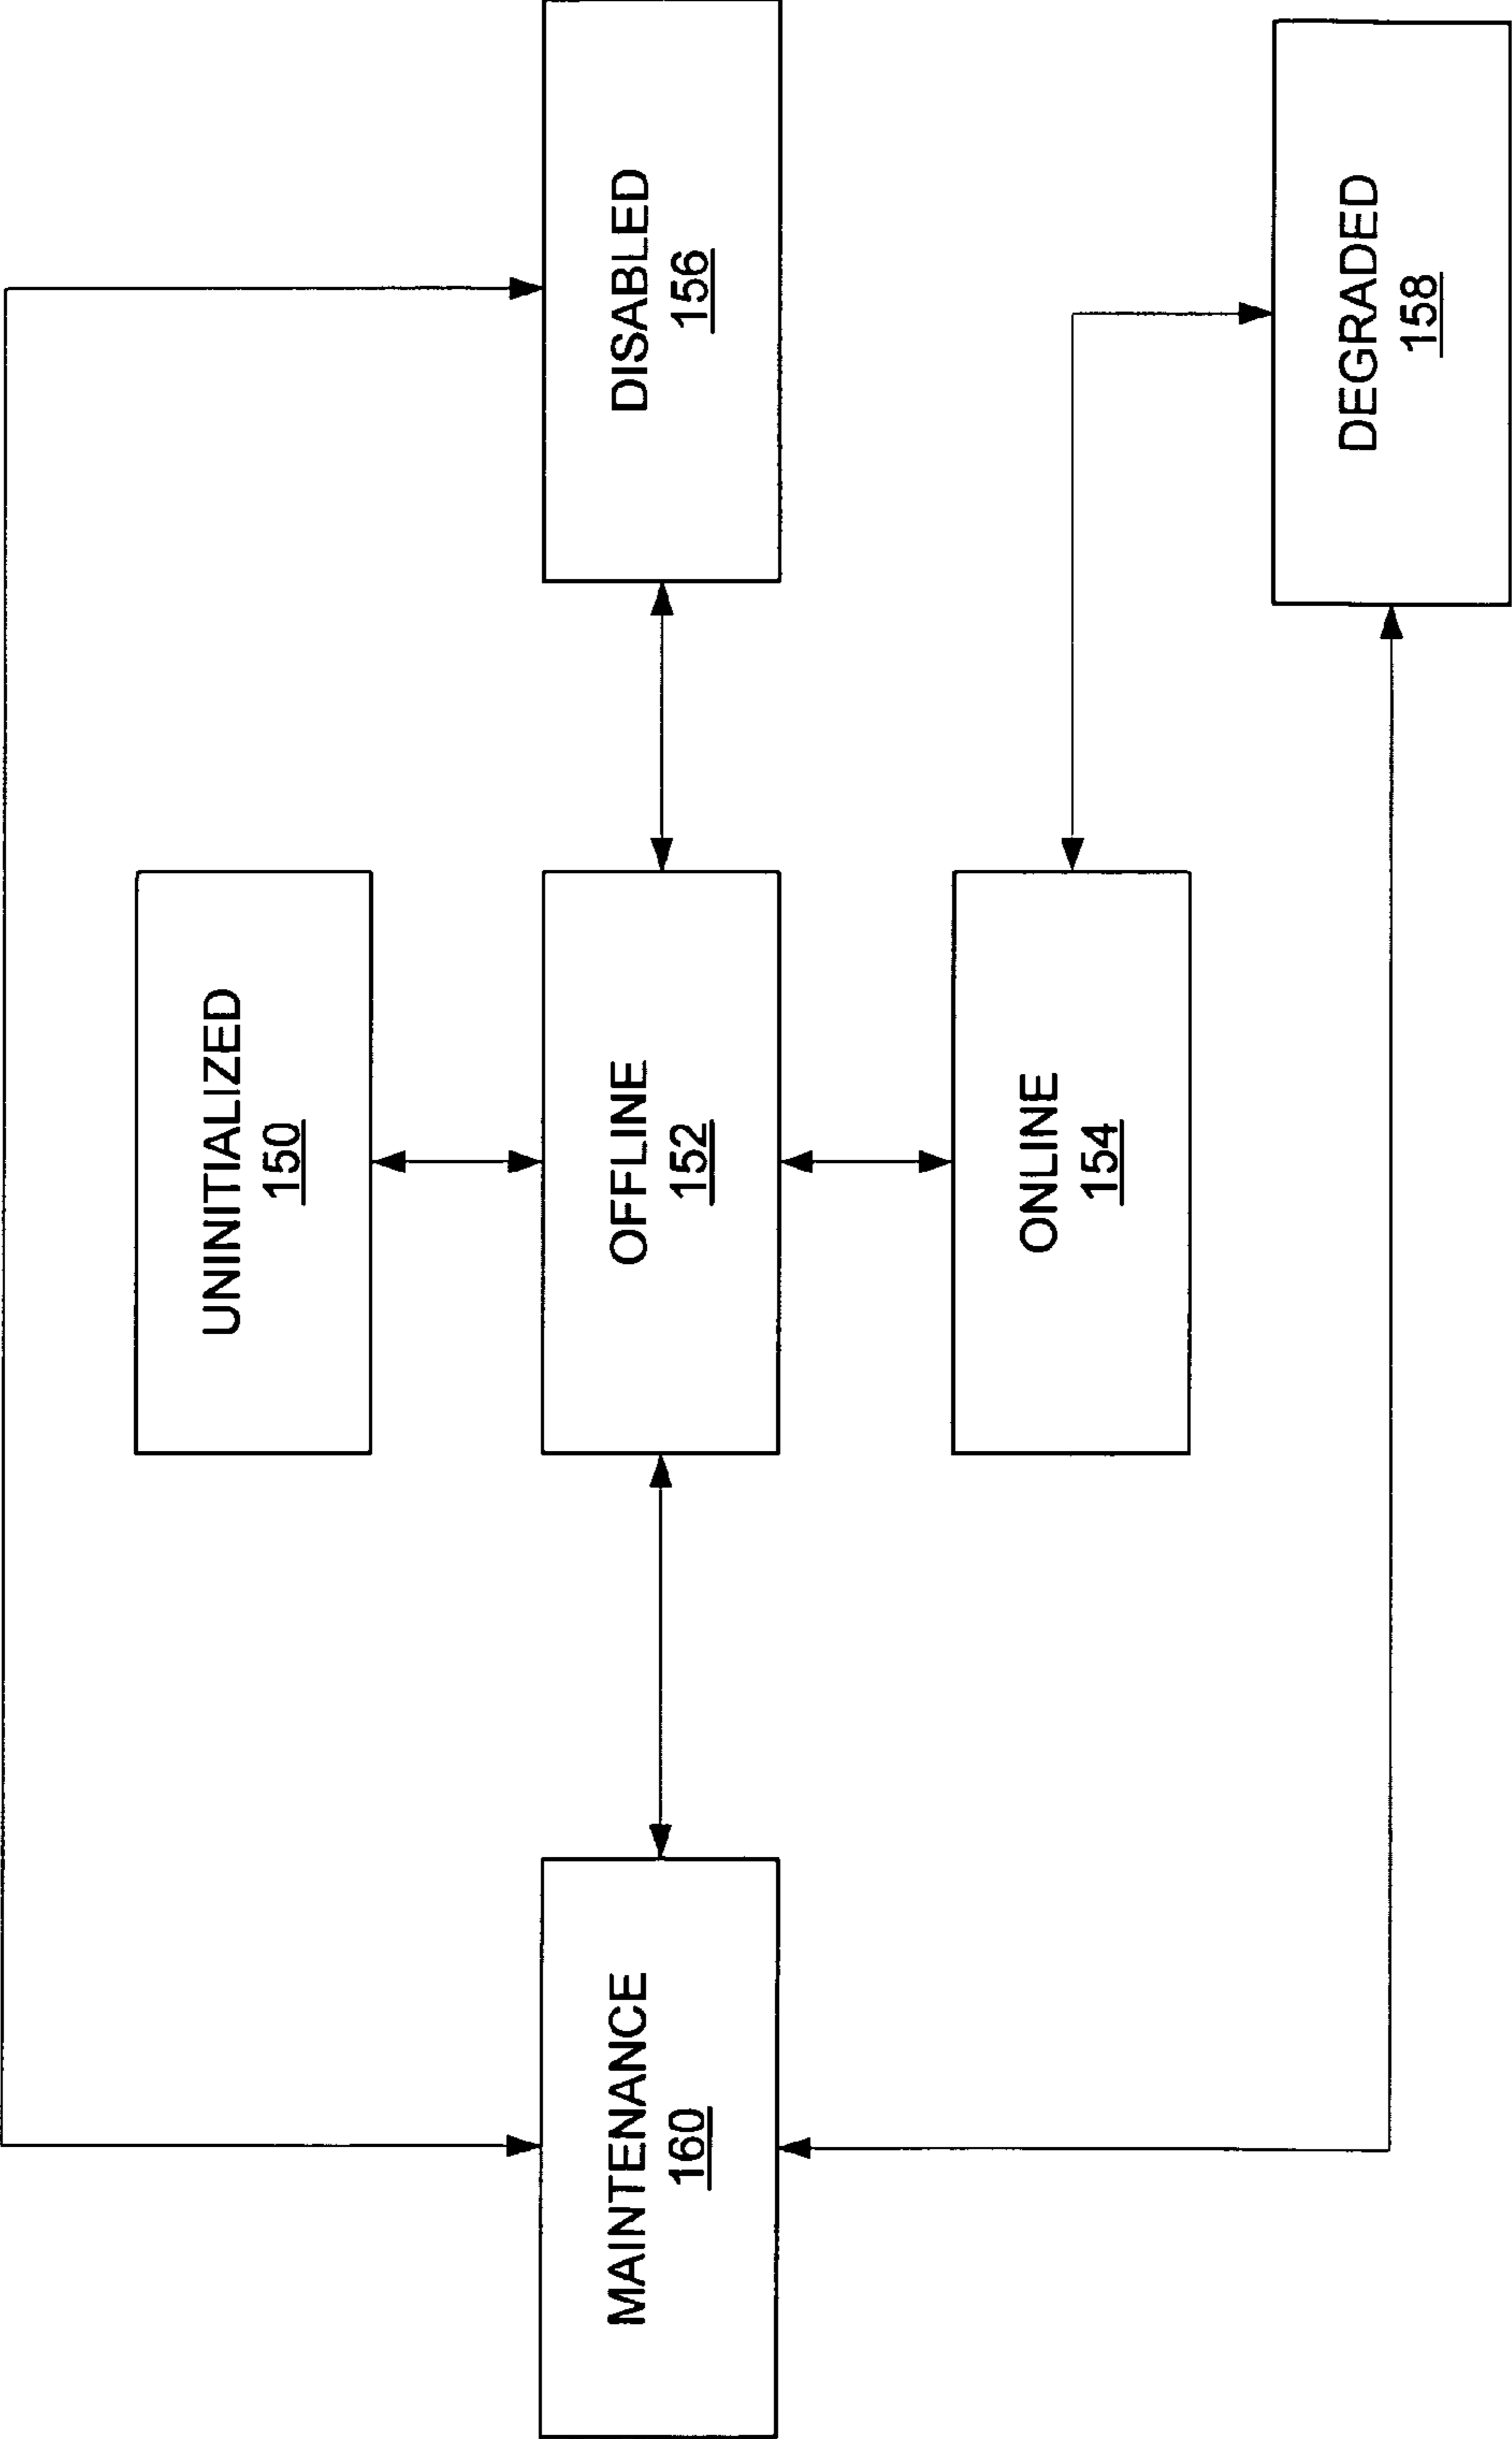 UNINITIALIZED
150
MAINTENANCE
160
OFFLINE
152
DISABLED
156
ONLINE
154
DEGRADED
158